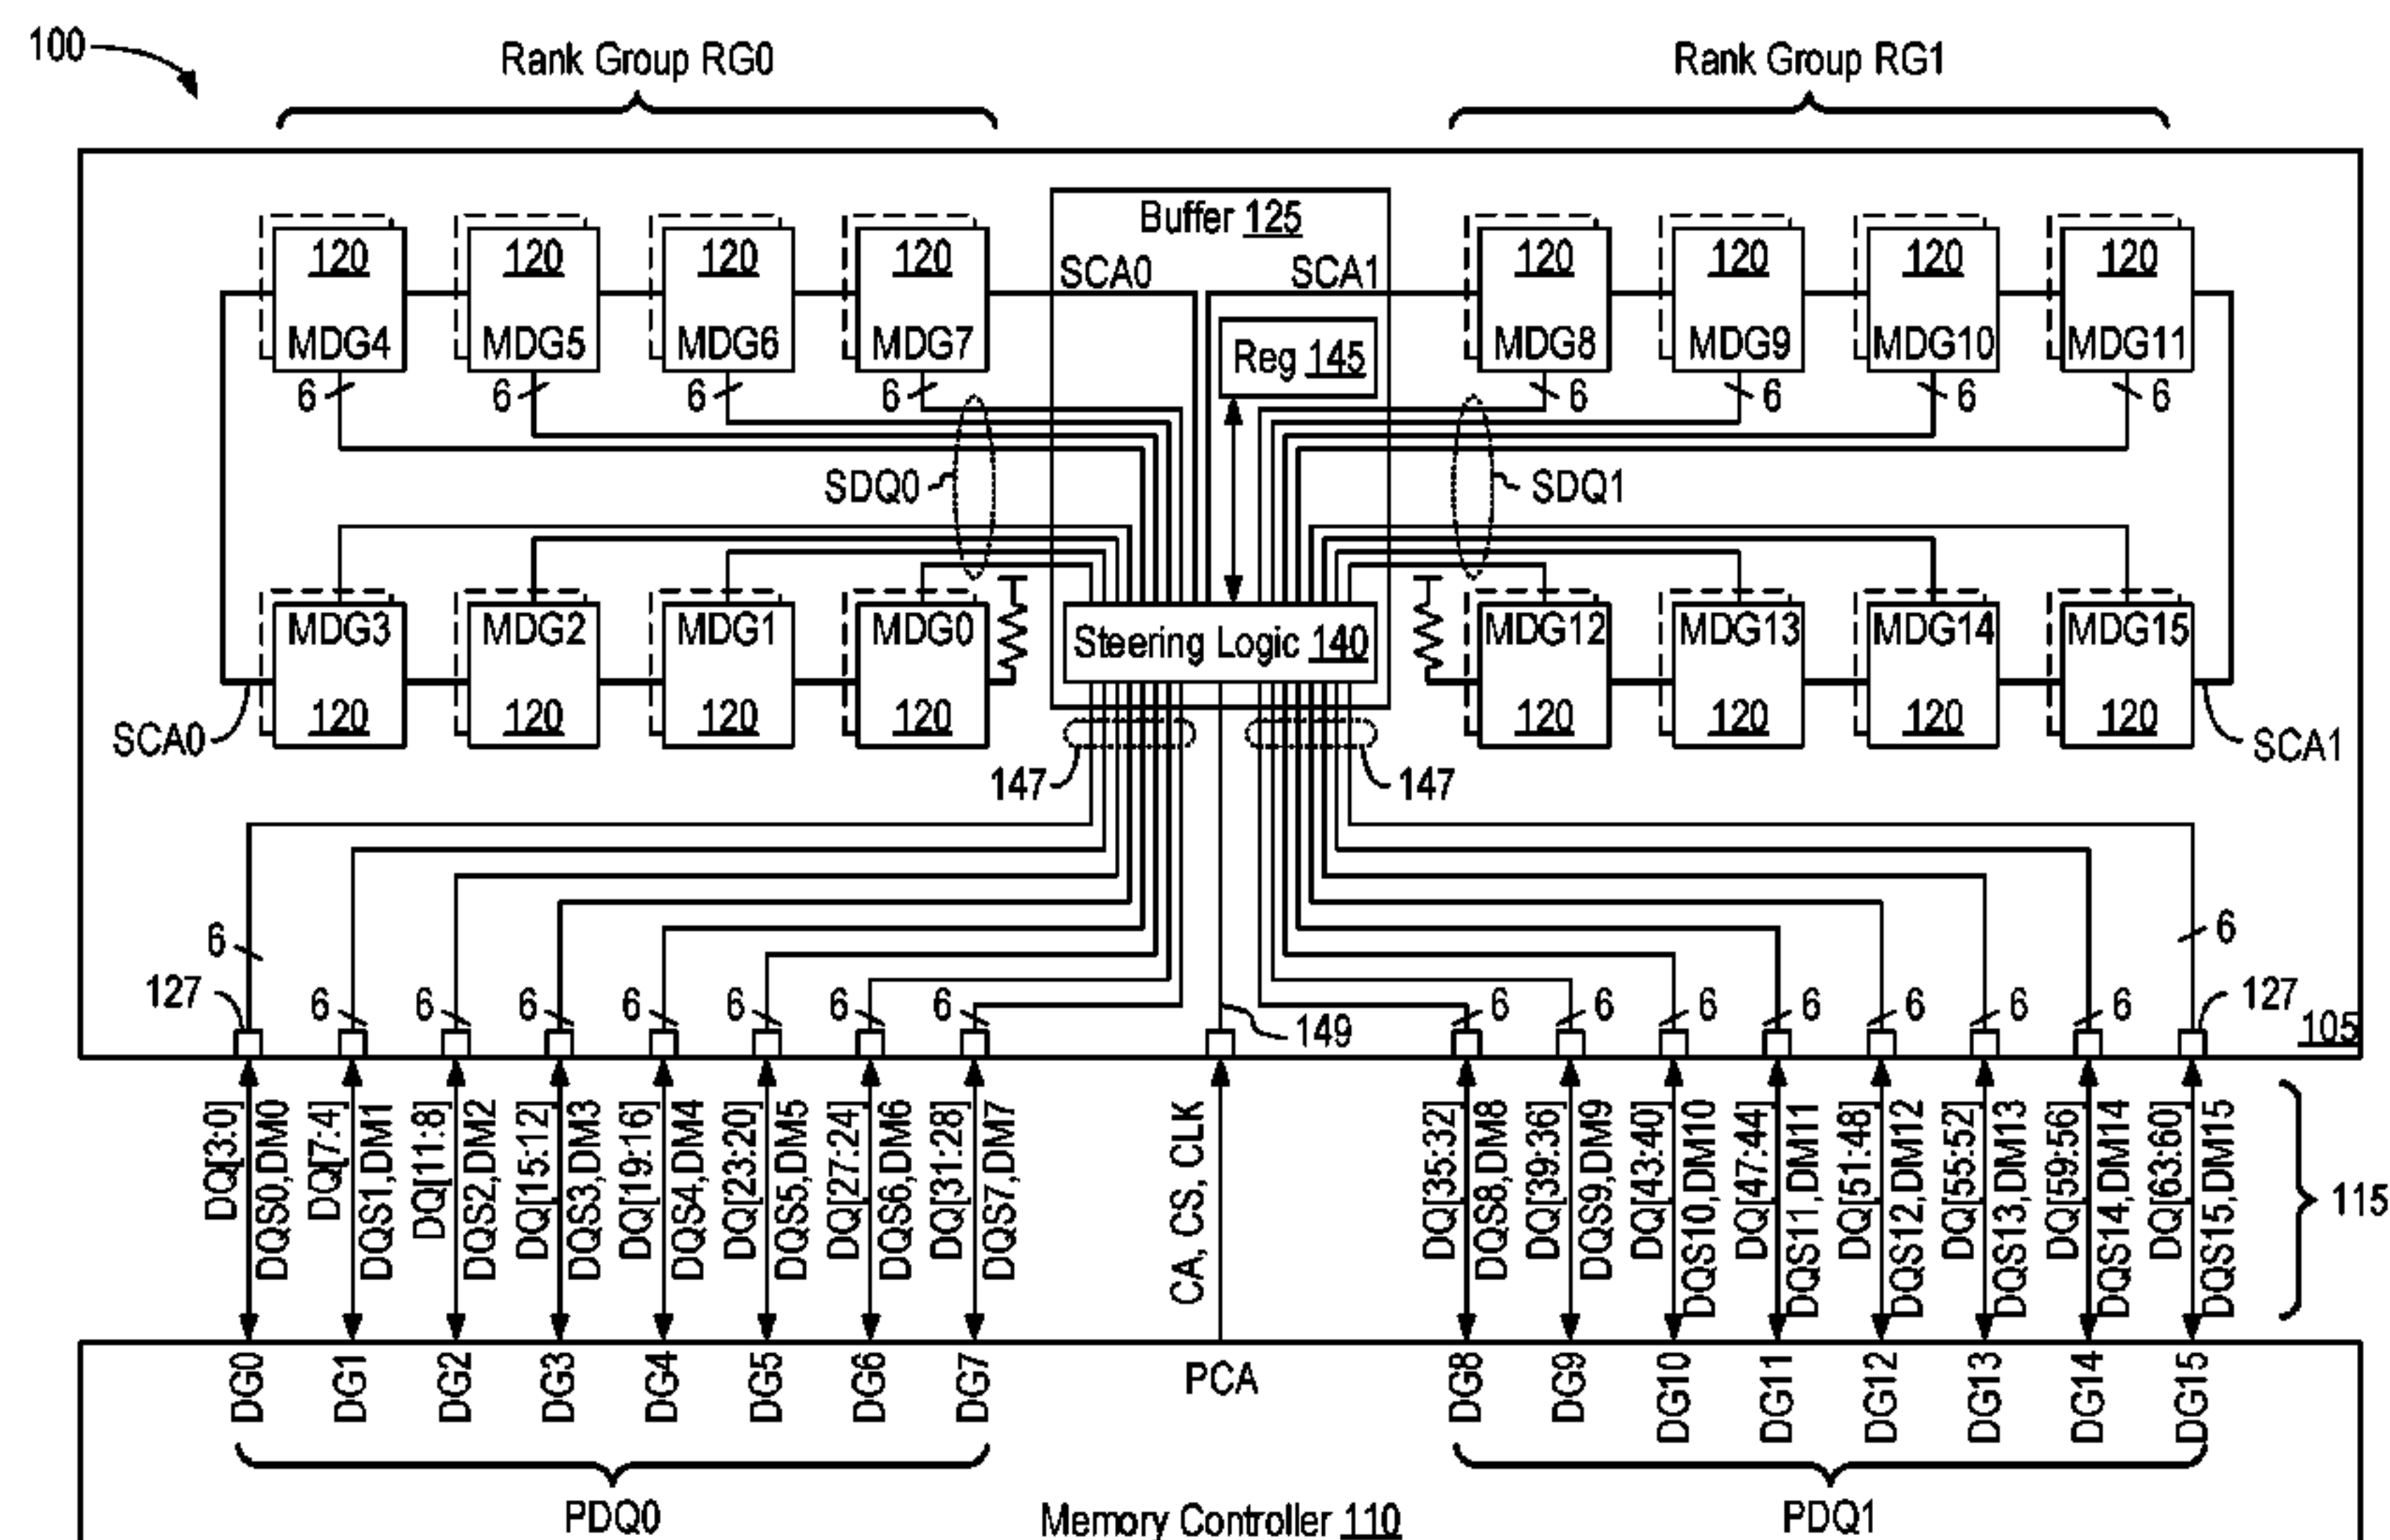 100
Rank Group RG0
Rank Group RG1
Buffer 125
SCA0
SCA1
120
120
120
120
120
120
120
120
MDG4
MDG5
MDG6
MDG7
Reg 145
MDG8
MDG9
MDG10
MDG11
6
6
6
6
6
6
6
6
SDQ0
SDQ1
MDG3
MDG2
MDG1
MDG0
Steering Logic 140
MDG12
MDG13
MDG14
MDG15
120
120
120
120
120
120
120
120
SCA0
SCA1
147
147
6
6
127
6
6
6
6
6
6
6
149
6
6
6
6
6
6
6
127
105
DQ[3:0]
DQS0,DM0
DQ[7:4]
DQS1,DM1
DQ[11:8]
DQS2,DM2
DQ[15:12]
DQS3,DM3
DQ[19:16]
DQS4,DM4
DQ[23:20]
DQS5,DM5
DQ[27:24]
DQS6,DM6
DQ[31:28]
DQS7,DM7
CA, CS, CLK
DQ[35:32]
DQS8,DM8
DQ[39:36]
DQS9,DM9
DQ[43:40]
DQS10,DM10
DQ[47:44]
DQS11,DM11
DQ[51:48]
DQS12,DM12
DQ[55:52]
DQS13,DM13
DQ[59:56]
DQS14,DM14
DQ[63:60]
DQS15,DM15
115
DG0
DG1
DG2
DG3
DG4
DG5
DG6
DG7
PCA
DG8
DG9
DG10
DG11
DG12
DG13
DG14
DG15
PDQ0
Memory Controller 110
PDQ1